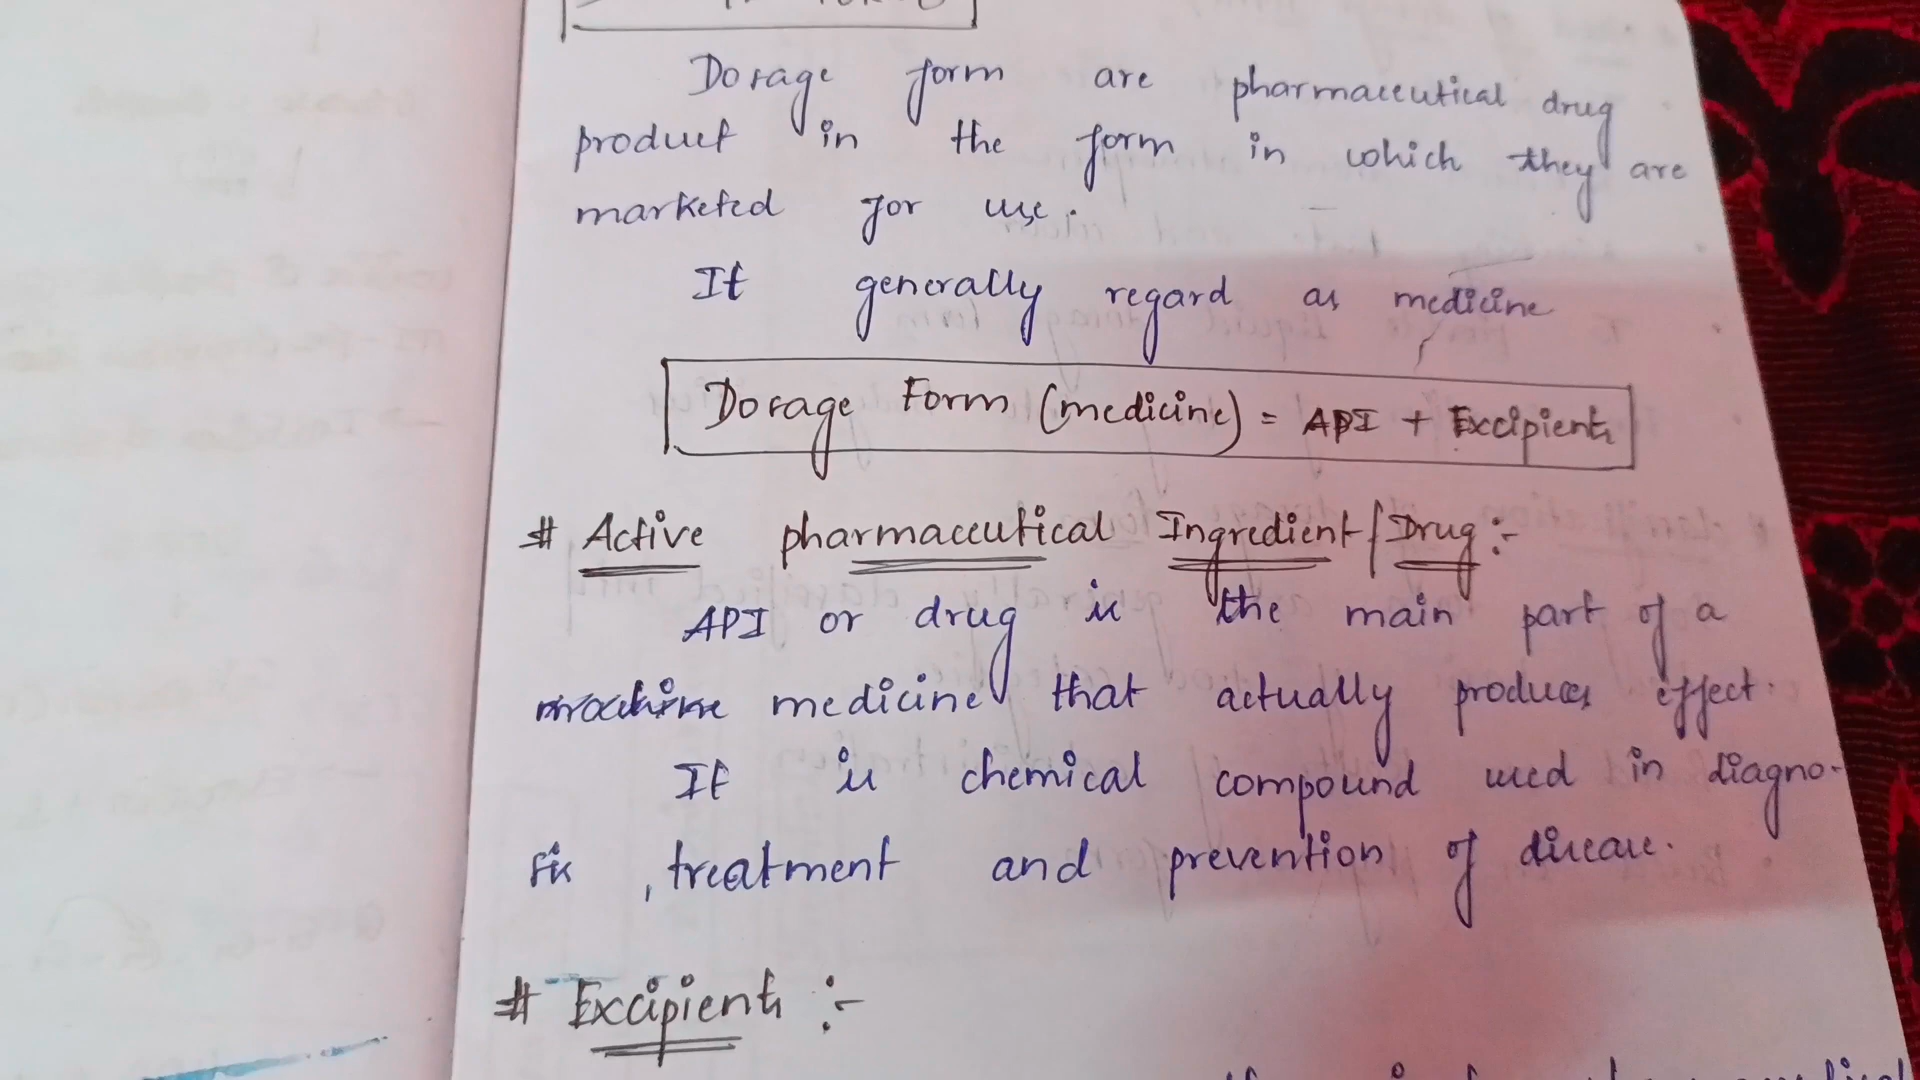 Dosage form are pharmaceutical drug
product in the form in which they are
marketed for use.
It generally regard as medicine
Dosage Form (medicine) = API + Excipients
# Active pharmaceutical Ingredient/Drug :-
API or drug is the main part of a
medicine that actually produces effect.
It is chemical compound used in diagno-
sis, treatment and prevention of disease.
# Excipients :-